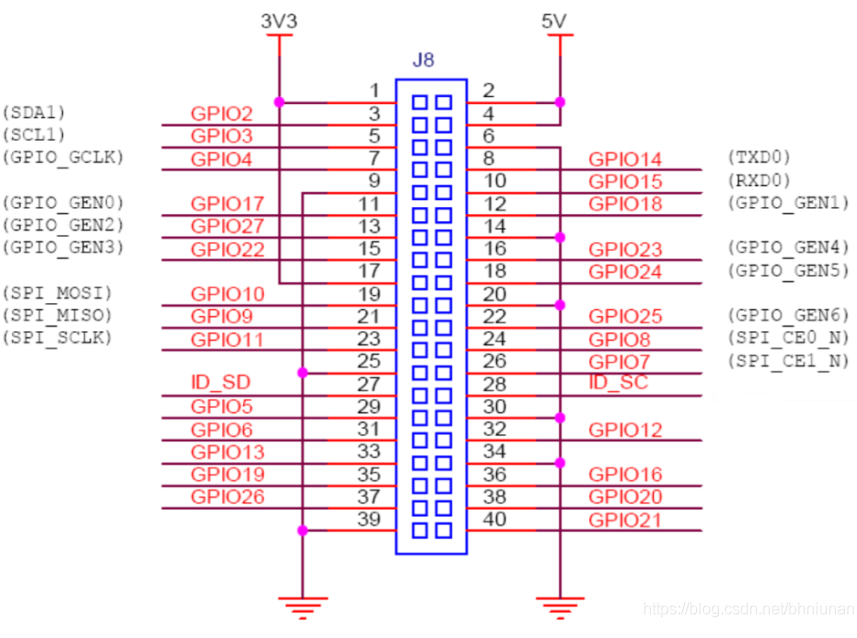 3V3 5V
J8
1 2
(SDA1) GPIO2 3 4
(SCL1) GPIO3 5 6
(GPIO_GCLK) GPIO4 7 8 GPIO14 (TXD0)
9 10 GPIO15 (RXD0)
(GPIO_GEN0) GPIO17 11 12 GPIO18 (GPIO_GEN1)
(GPIO_GEN2) GPIO27 13 14
(GPIO_GEN3) GPIO22 15 16 GPIO23 (GPIO_GEN4)
17 18 GPIO24 (GPIO_GEN5)
(SPI_MOSI) GPIO10 19 20
(SPI_MISO) GPIO9 21 22 GPIO25 (GPIO_GEN6)
(SPI_SCLK) GPIO11 23 24 GPIO8 (SPI_CE0_N)
25 26 GPIO7 (SPI_CE1_N)
ID_SD 27 28 ID_SC
GPIO5 29 30
GPIO6 31 32 GPIO12
GPIO13 33 34
GPIO19 35 36 GPIO16
GPIO26 37 38 GPIO20
39 40 GPIO21
https://blog.csdn.net/bhniunan